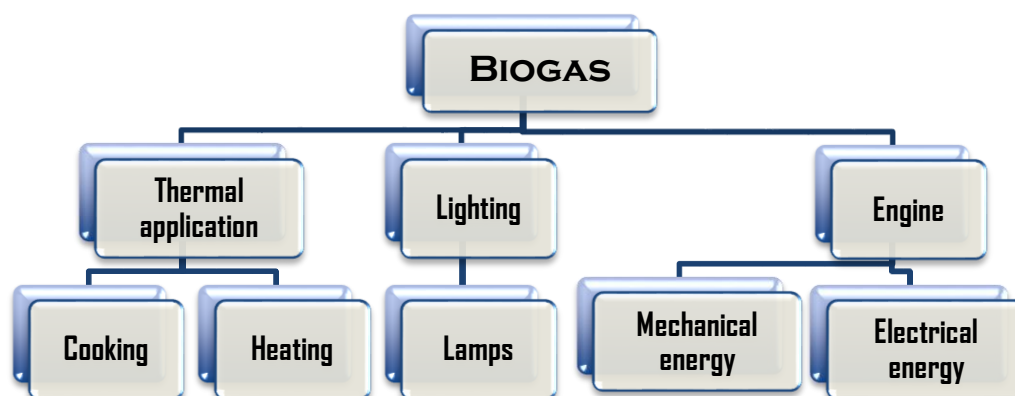 BIOGAS
Thermal
application
Lighting
Engine
Cooking
Heating
Lamps
Mechanical
energy
Electrical
energy